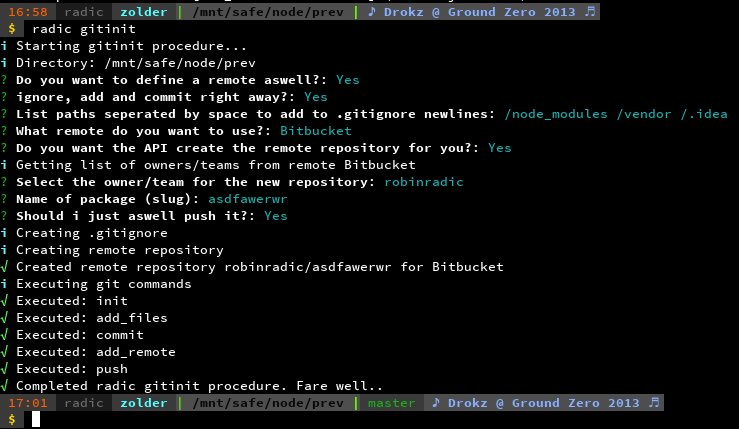 16:58 radic zolder | /mnt/safe/node/prev | ♪ Drokz @ Ground Zero 2013 ♬
$ radic gitinit
i Starting gitinit procedure...
i Directory: /mnt/safe/node/prev
? Do you want to define a remote aswell?: Yes
? ignore, add and commit right away?: Yes
? List paths seperated by space to add to .gitignore newlines: /node_modules /vendor /.idea
? What remote do you want to use?: Bitbucket
? Do you want the API create the remote repository for you?: Yes
i Getting list of owners/teams from remote Bitbucket
? Select the owner/team for the new repository: robinradic
? Name of package (slug): asdfawerwr
? Should i just aswell push it?: Yes
i Creating .gitignore
i Creating remote repository
√ Created remote repository robinradic/asdfawerwr for Bitbucket
i Executing git commands
√ Executed: init
√ Executed: add_files
√ Executed: commit
√ Executed: add_remote
√ Executed: push
√ Completed radic gitinit procedure. Fare well..
17:01 radic zolder | /mnt/safe/node/prev | master ♪ Drokz @ Ground Zero 2013 ♬
$